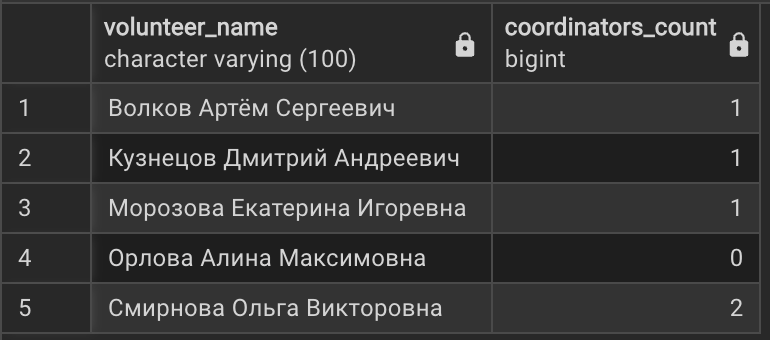 volunteer_name coordinators_count
character varying (100) bigint
1 Волков Артём Сергеевич 1
2 Кузнецов Дмитрий Андреевич 1
3 Морозова Екатерина Игоревна 1
4 Орлова Алина Максимовна 0
5 Смирнова Ольга Викторовна 2